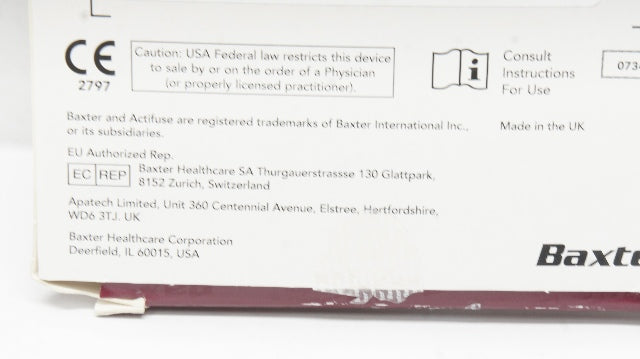 CE
2797
Caution: USA Federal law restricts this device
to sale by or on the order of a Physician
(or properly licensed practitioner).
i
Consult
Instructions
For Use
Baxter and Actifuse are registered trademarks of Baxter International Inc.,
or its subsidiaries.
Made in the UK
EU Authorized Rep.
EC REP
Baxter Healthcare SA Thurgauerstrassse 130 Glattpark,
8152 Zurich, Switzerland
Apatech Limited, Unit 360 Centennial Avenue, Elstree, Hertfordshire,
WD6 3TJ. UK
Baxter Healthcare Corporation
Deerfield, IL 60015, USA